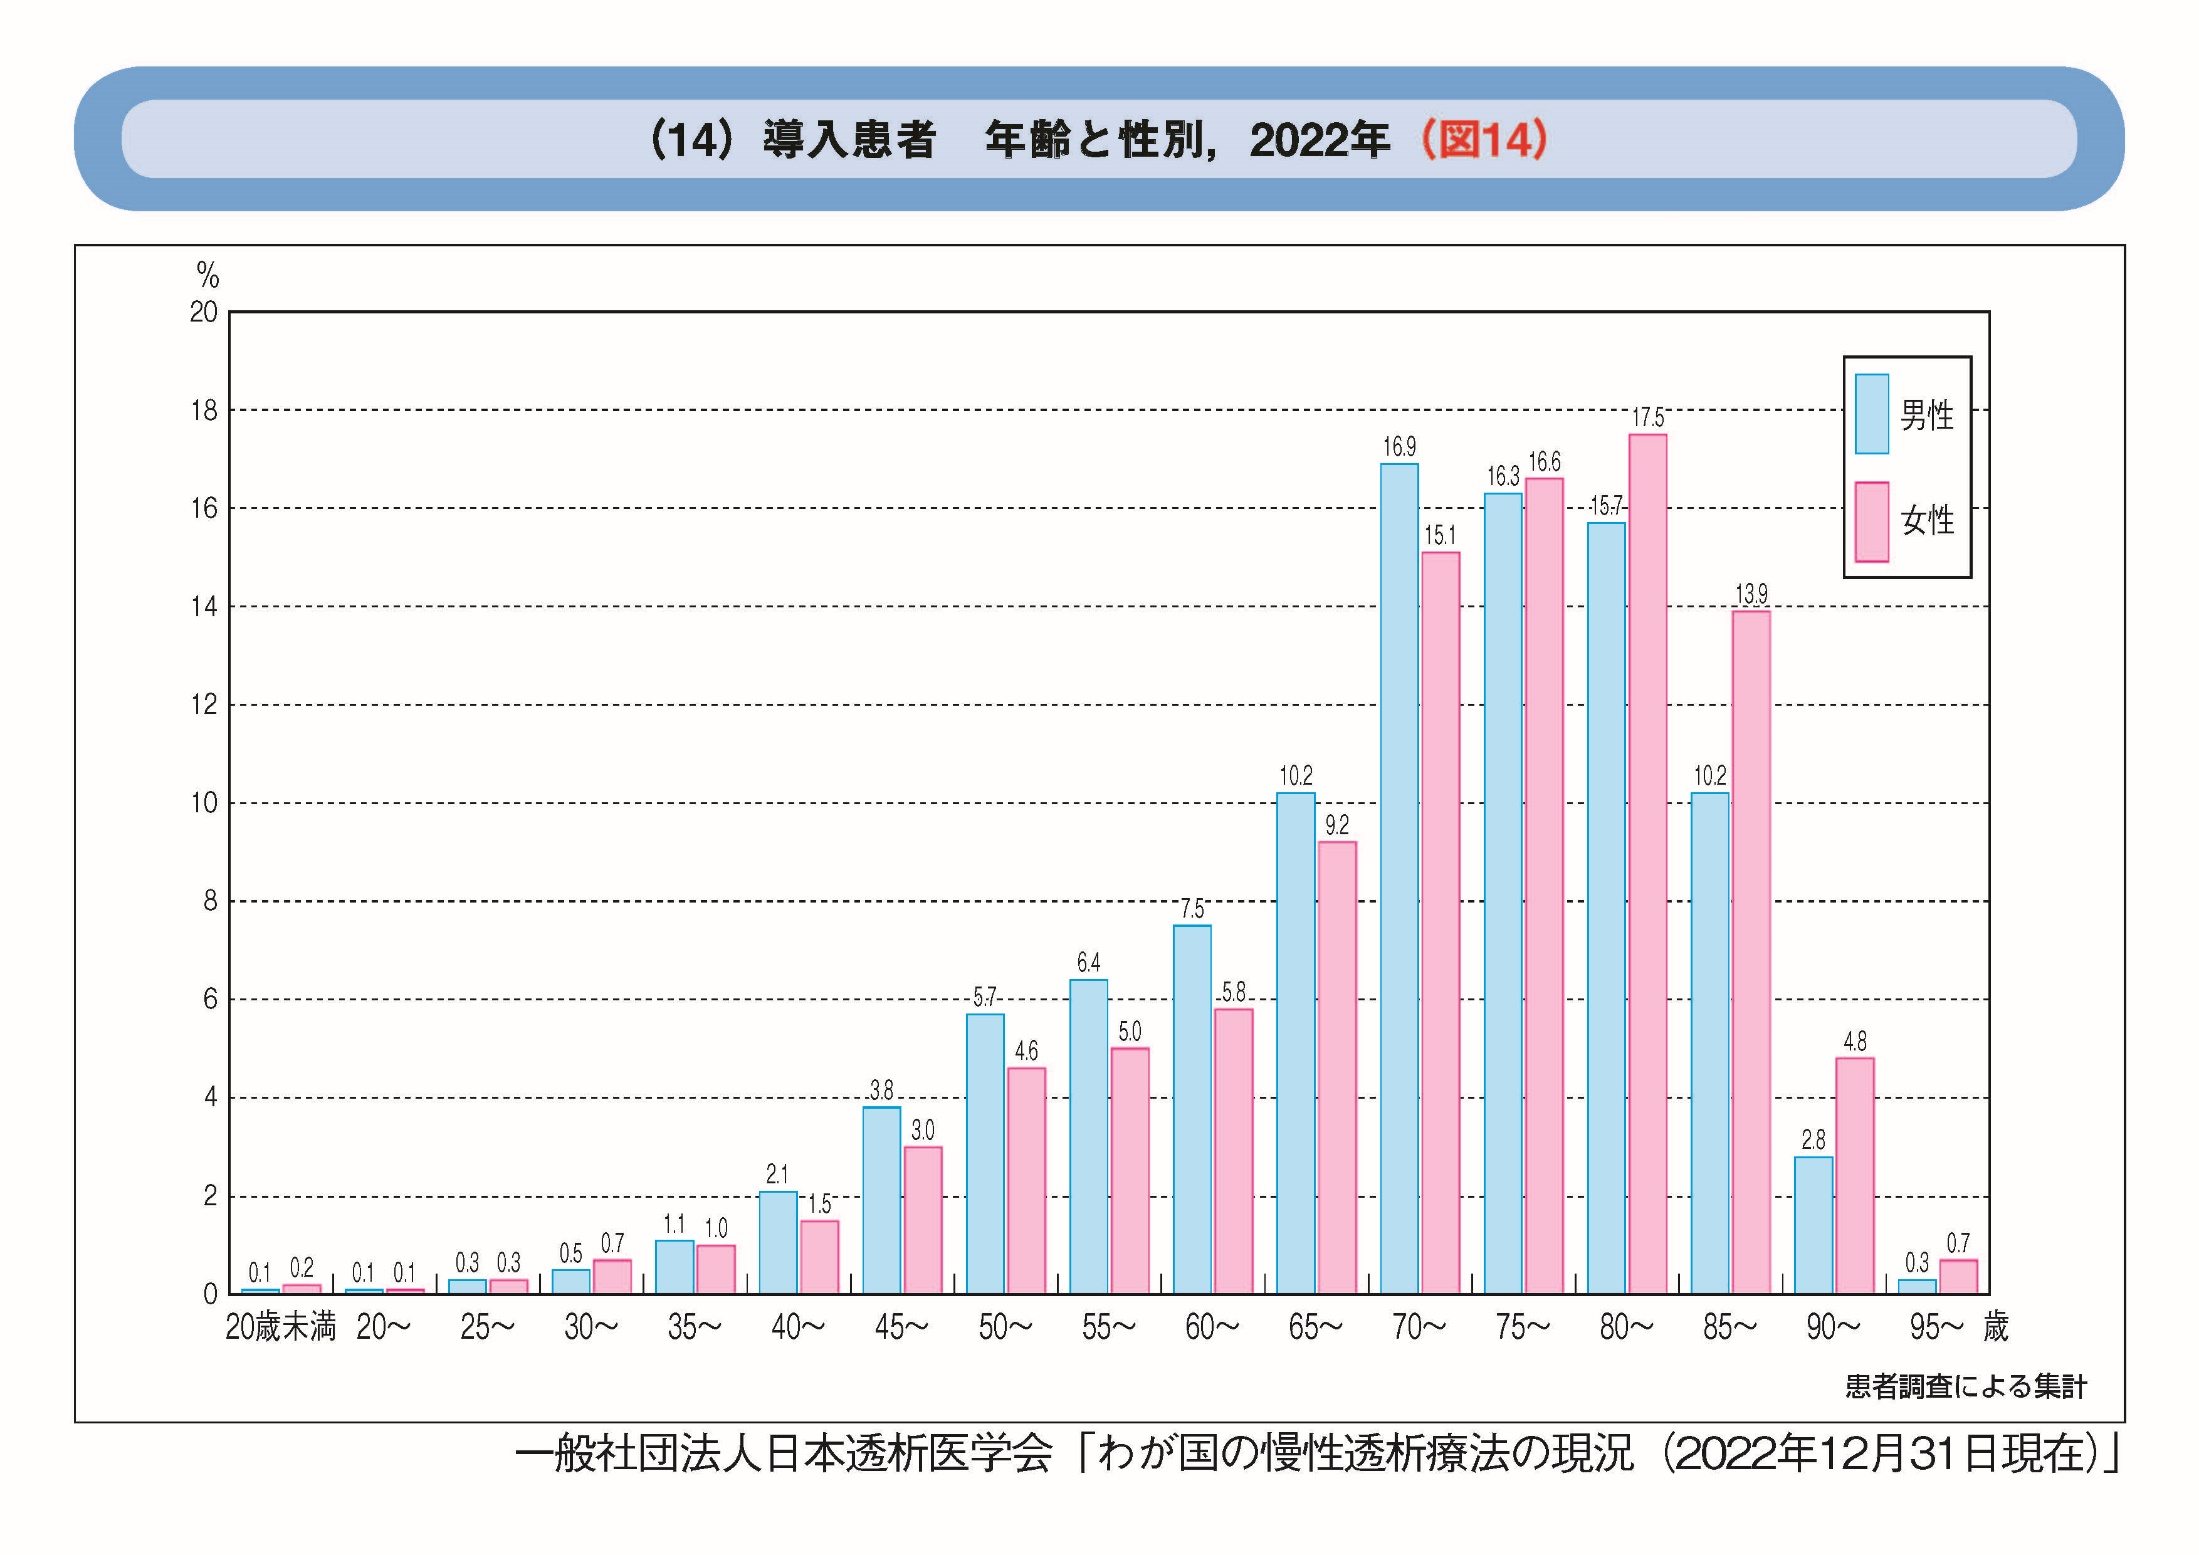 （14）導入患者　年齢と性別，2022年（図14）
%
20
18
16
14
12
10
8
6
4
2
0
男性
女性
0.1 0.2 0.1 0.1 0.3 0.3 0.5 0.7 1.1 1.0 2.1 1.5 3.8 3.0 5.7 4.6 6.4 5.0 7.5 5.8 10.2 9.2 16.9 15.1 16.3 16.6 15.7 17.5 10.2 13.9 2.8 4.8 0.3 0.7
20歳未満 20〜 25〜 30〜 35〜 40〜 45〜 50〜 55〜 60〜 65〜 70〜 75〜 80〜 85〜 90〜 95〜 歳
患者調査による集計
一般社団法人日本透析医学会「わが国の慢性透析療法の現況（2022年12月31日現在）」